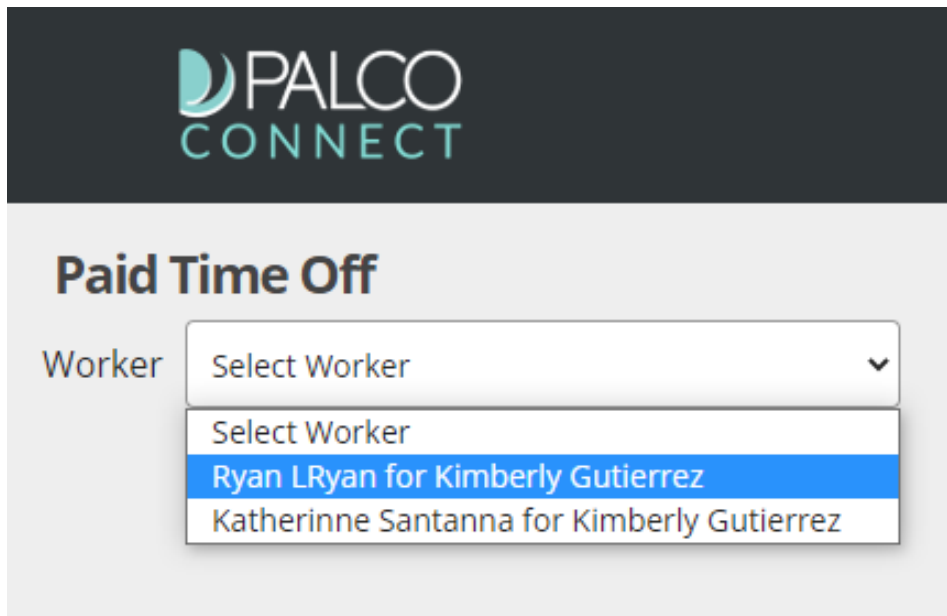 PALCO
CONNECT
Paid Time Off
Worker Select Worker
Select Worker
Ryan LRyan for Kimberly Gutierrez
Katherinne Santanna for Kimberly Gutierrez